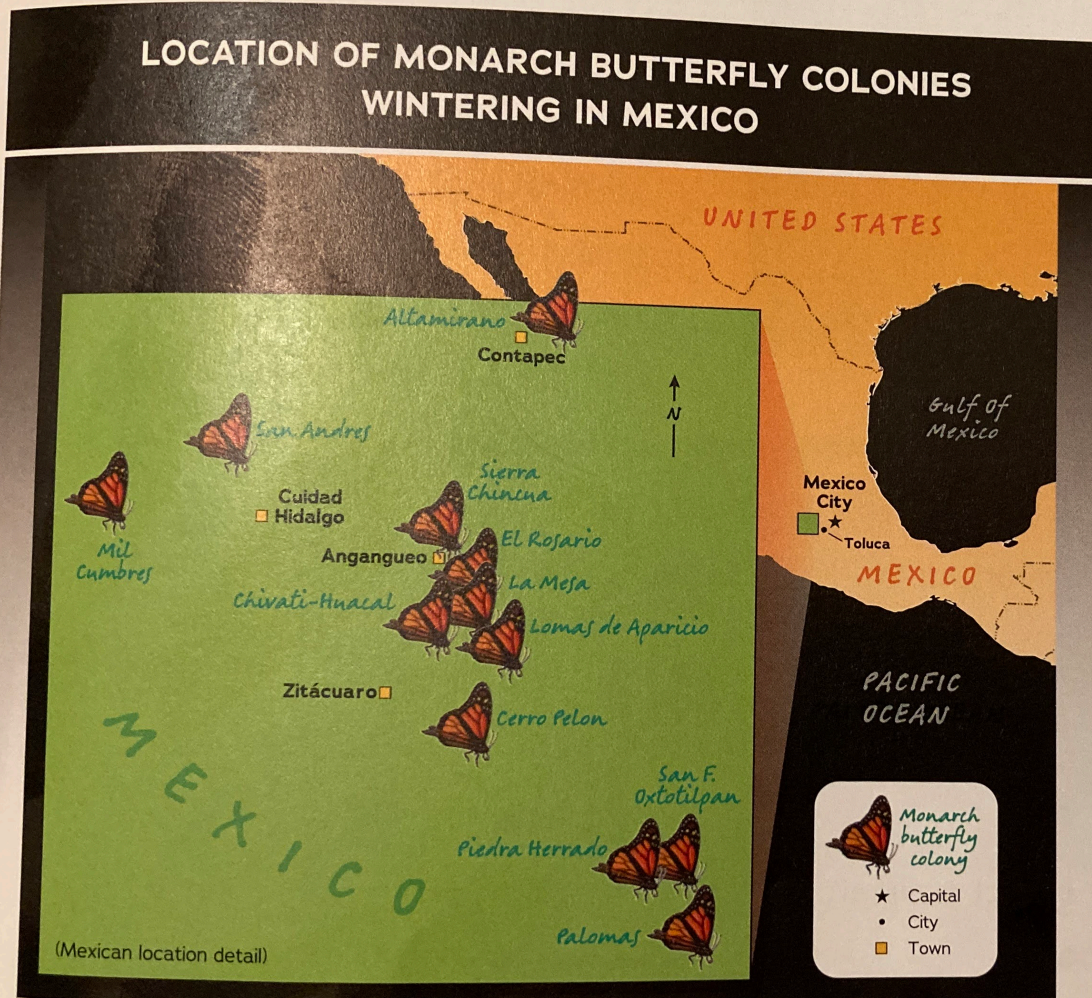 LOCATION OF MONARCH BUTTERFLY COLONIES
WINTERING IN MEXICO
UNITED STATES
Altamirano
Contapec
N
Gulf Of
Mexico
San Andres
Sierra
Chincua
Mexico
City
Cuidad
Hidalgo
Toluca
El Rosario
Angangueo
Mil
Cumbres
MEXICO
La Mesa
Chivati-Huacal
Lomas de Aparicio
Zitácuaro
Cerro Pelon
PACIFIC
OCEAN
MEXICO
San F.
Oxtotilpan
Piedra Herrado
Palomas
(Mexican location detail)
Monarch
butterfly
colony
Capital
City
Town